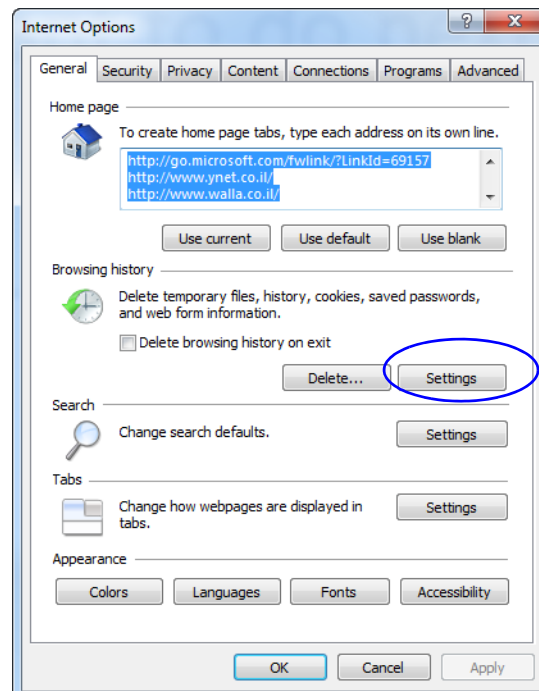 Internet Options
?
General Security Privacy Content Connections Programs Advanced
Home page
To create home page tabs, type each address on its own line.
http://go.microsoft.com/fwlink/?LinkId=69157
http://www.ynet.co.il/
http://www.walla.co.il/
Use current Use default Use blank
Browsing history
Delete temporary files, history, cookies, saved passwords,
and web form information.
Delete browsing history on exit
Delete... Settings
Search
Change search defaults.
Settings
Tabs
Change how webpages are displayed in
tabs.
Settings
Appearance
Colors Languages Fonts Accessibility
OK Cancel Apply